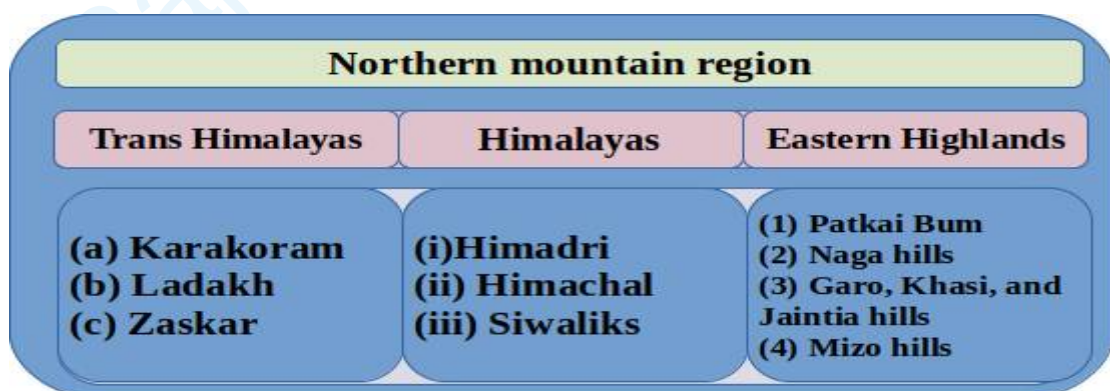 Northern mountain region
Trans Himalayas
Himalayas
Eastern Highlands
(a) Karakoram
(b) Ladakh
(c) Zaskar
(i)Himadri
(ii) Himachal
(iii) Siwaliks
(1) Patkai Bum
(2) Naga hills
(3) Garo, Khasi, and
Jaintia hills
(4) Mizo hills